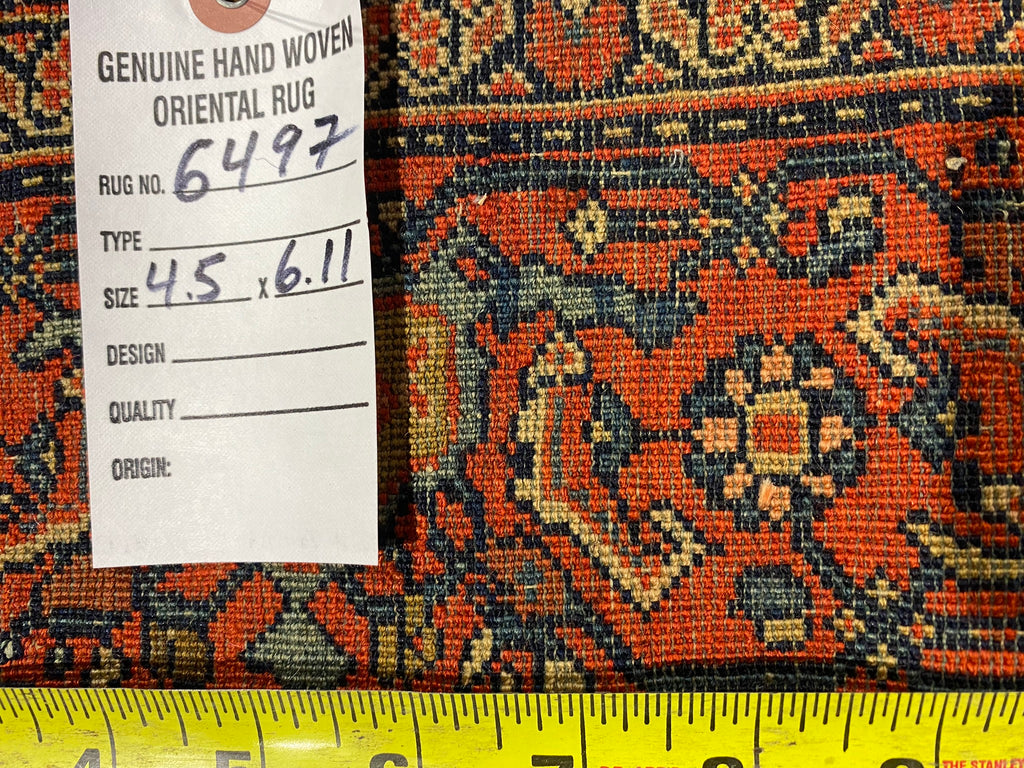 GENUINE HAND WOVEN
ORIENTAL RUG
RUG NO. 6497
TYPE
SIZE 4.5 X 6.11
DESIGN
QUALITY
ORIGIN:
4 5 6 7 8 9
THE STANLEY